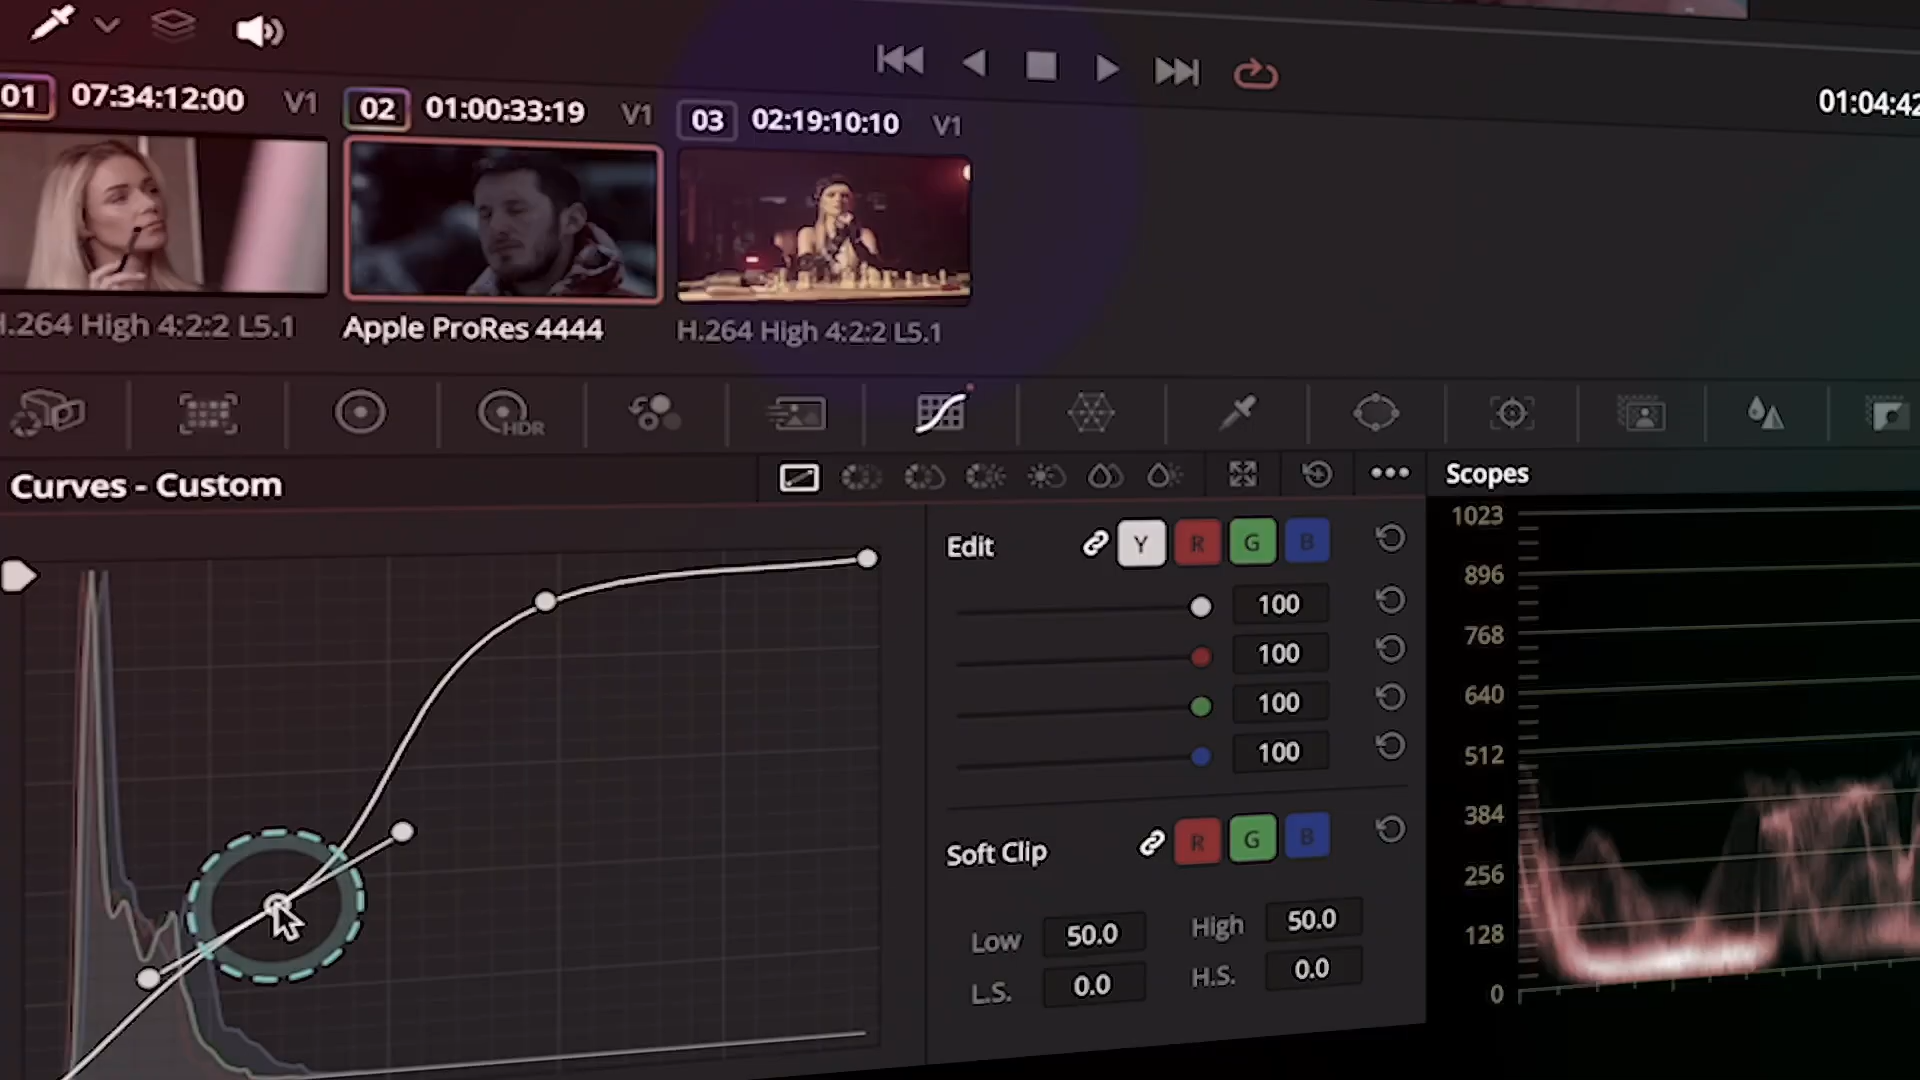 01 07:34:12:00 V1
02 01:00:33:19 V1
03 02:19:10:10 V1
01:04:42
H.264 High 4:2:2 L5.1
Apple ProRes 4444
H.264 High 4:2:2 L5.1
HDR
Curves - Custom
Scopes
Edit
Y R G B
100
100
100
100
Soft Clip
R G B
Low 50.0 High 50.0
L.S. 0.0 H.S. 0.0
1023
896
768
640
512
384
256
128
0